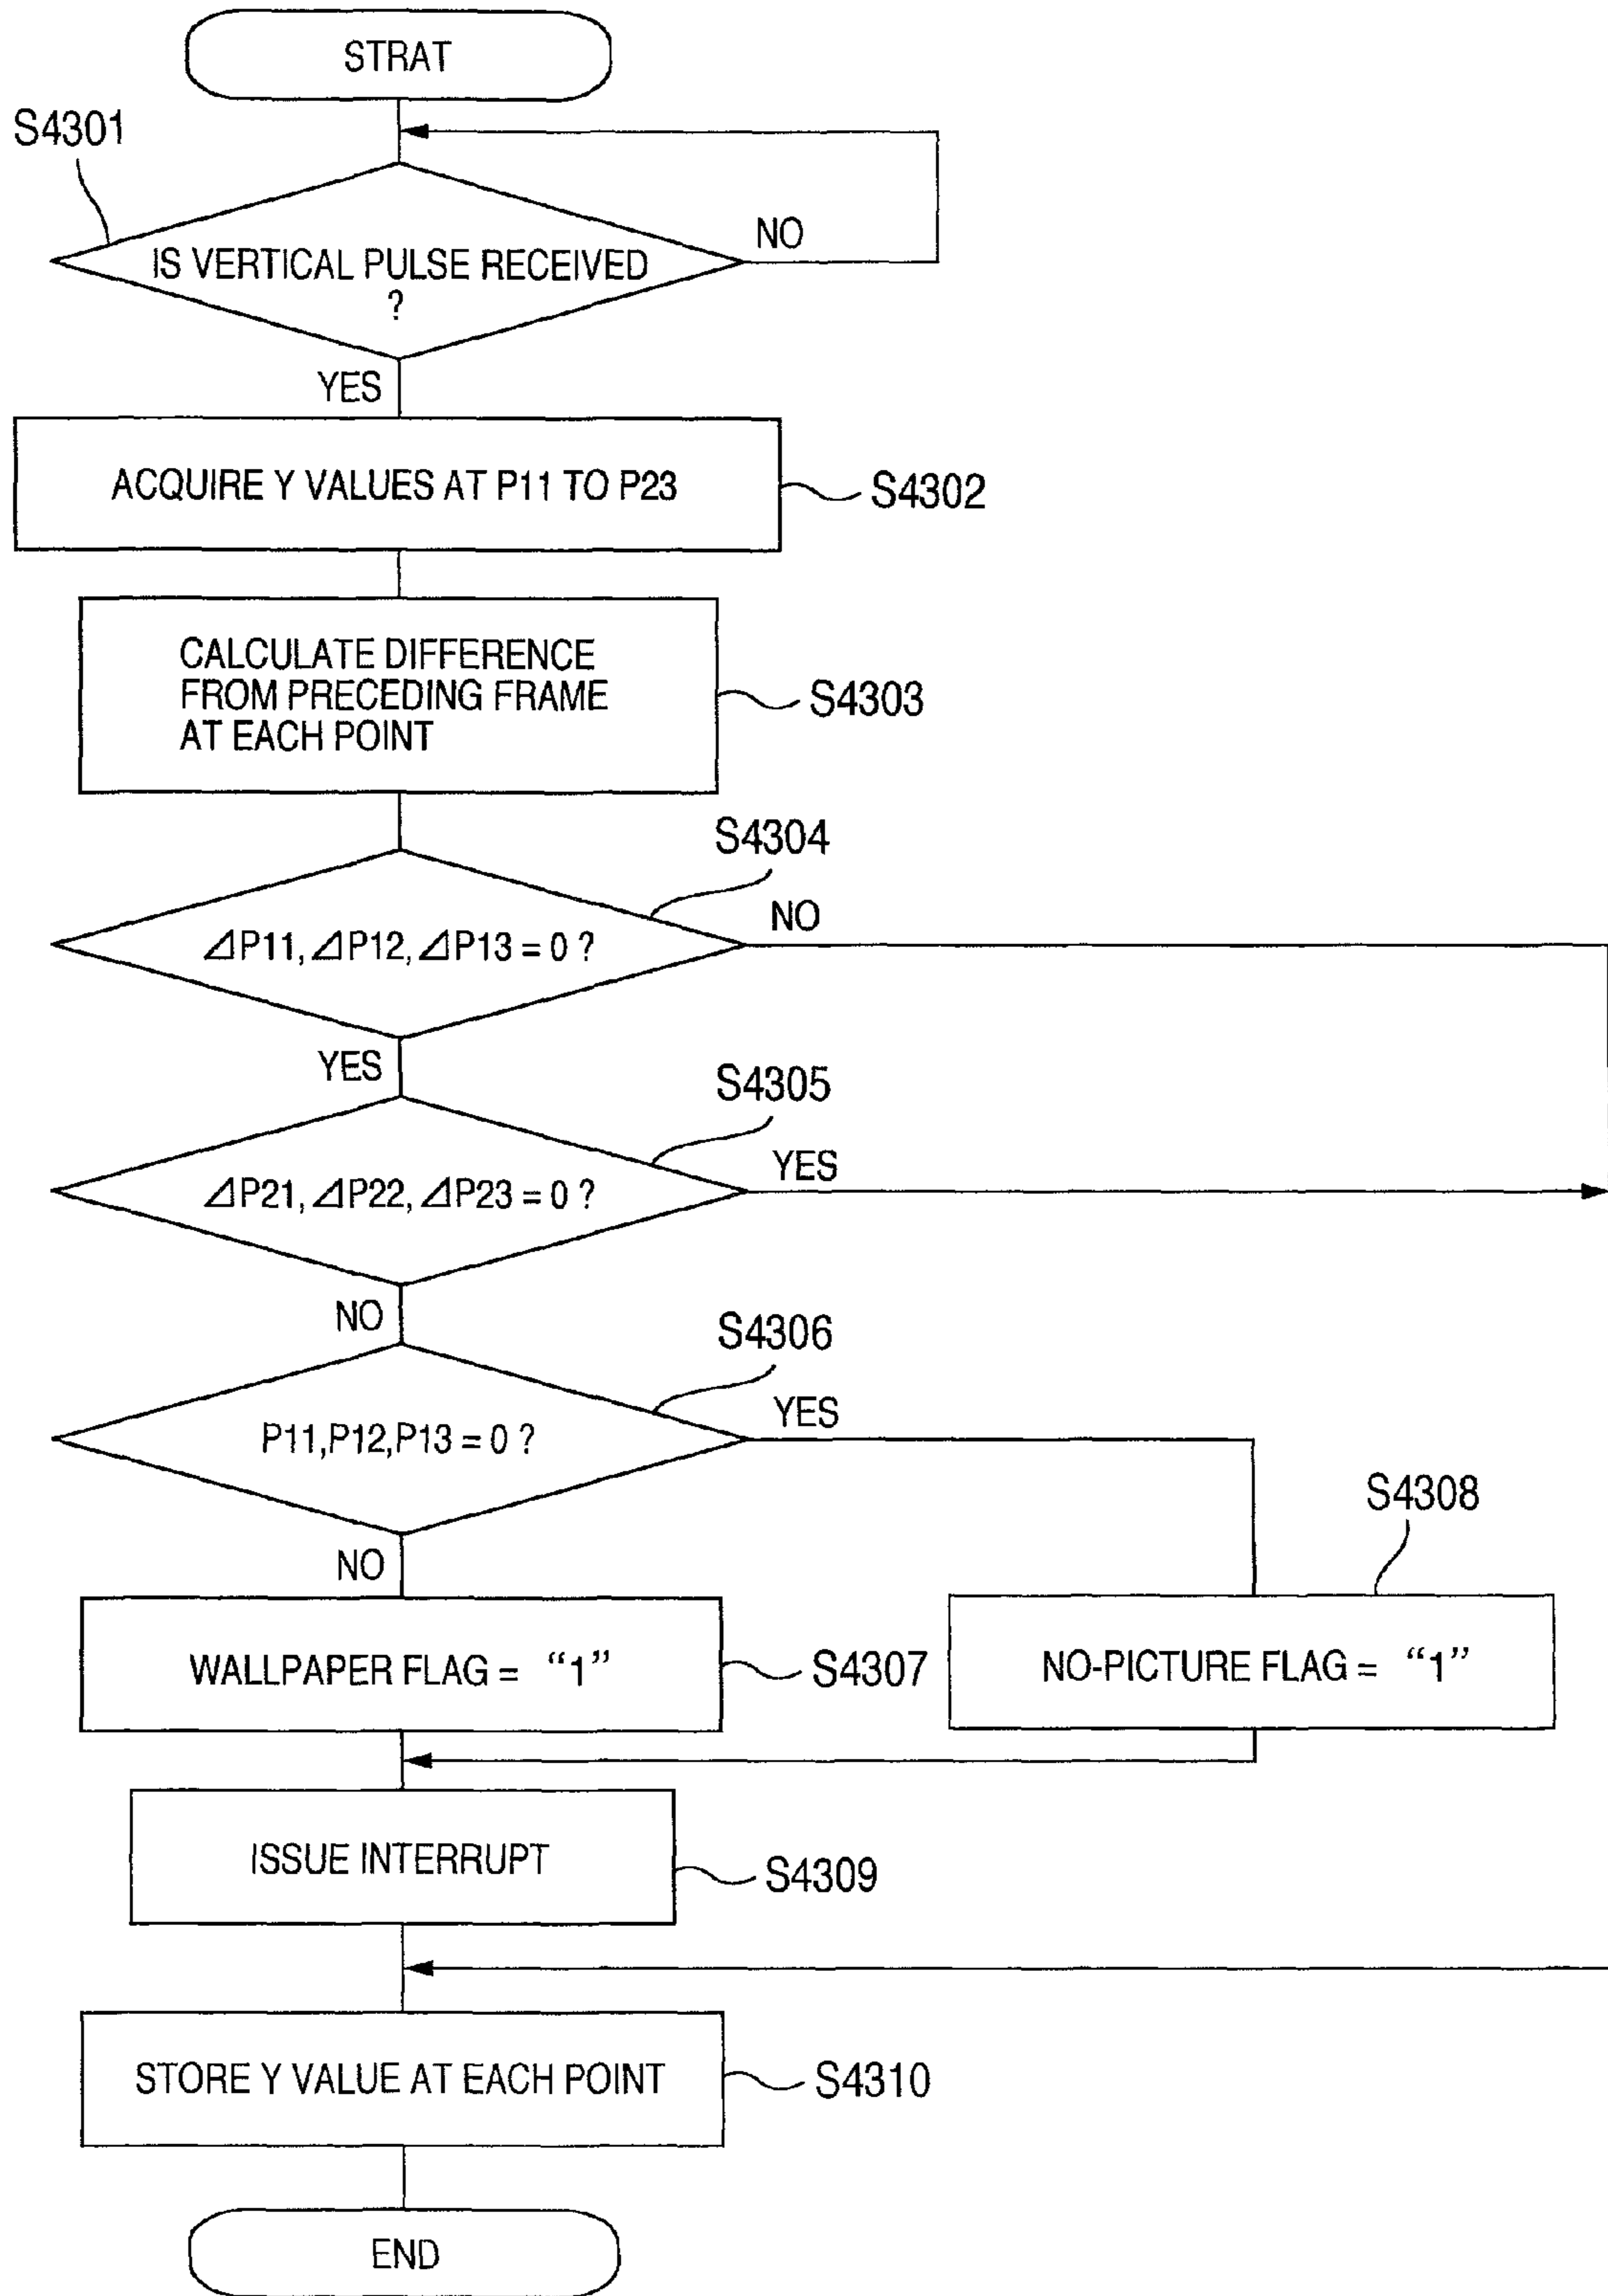 STRAT
S4301
NO
IS VERTICAL PULSE RECEIVED
?
YES
ACQUIRE Y VALUES AT P11 TO P23
S4302
CALCULATE DIFFERENCE
FROM PRECEDING FRAME
AT EACH POINT
S4303
S4304
NO
⊿P11, ⊿P12, ⊿P13 = 0 ?
YES
S4305
YES
⊿P21, ⊿P22, ⊿P23 = 0 ?
NO
S4306
YES
P11,P12,P13 = 0 ?
S4308
NO
WALLPAPER FLAG = “1”
S4307
NO-PICTURE FLAG = “1”
ISSUE INTERRUPT
S4309
STORE Y VALUE AT EACH POINT
S4310
END